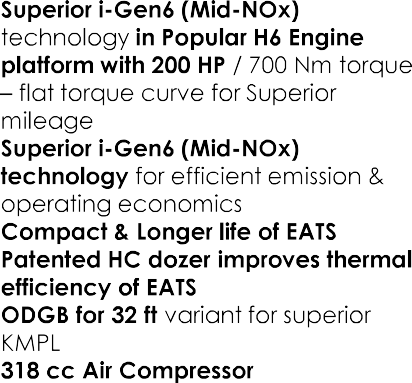 Superior i-Gen6 (Mid-NOx)
technology in Popular H6 Engine
platform with 200 HP / 700 Nm torque
– flat torque curve for Superior
mileage
Superior i-Gen6 (Mid-NOx)
technology for efficient emission &
operating economics
Compact & Longer life of EATS
Patented HC dozer improves thermal
efficiency of EATS
ODGB for 32 ft variant for superior
KMPL
318 cc Air Compressor